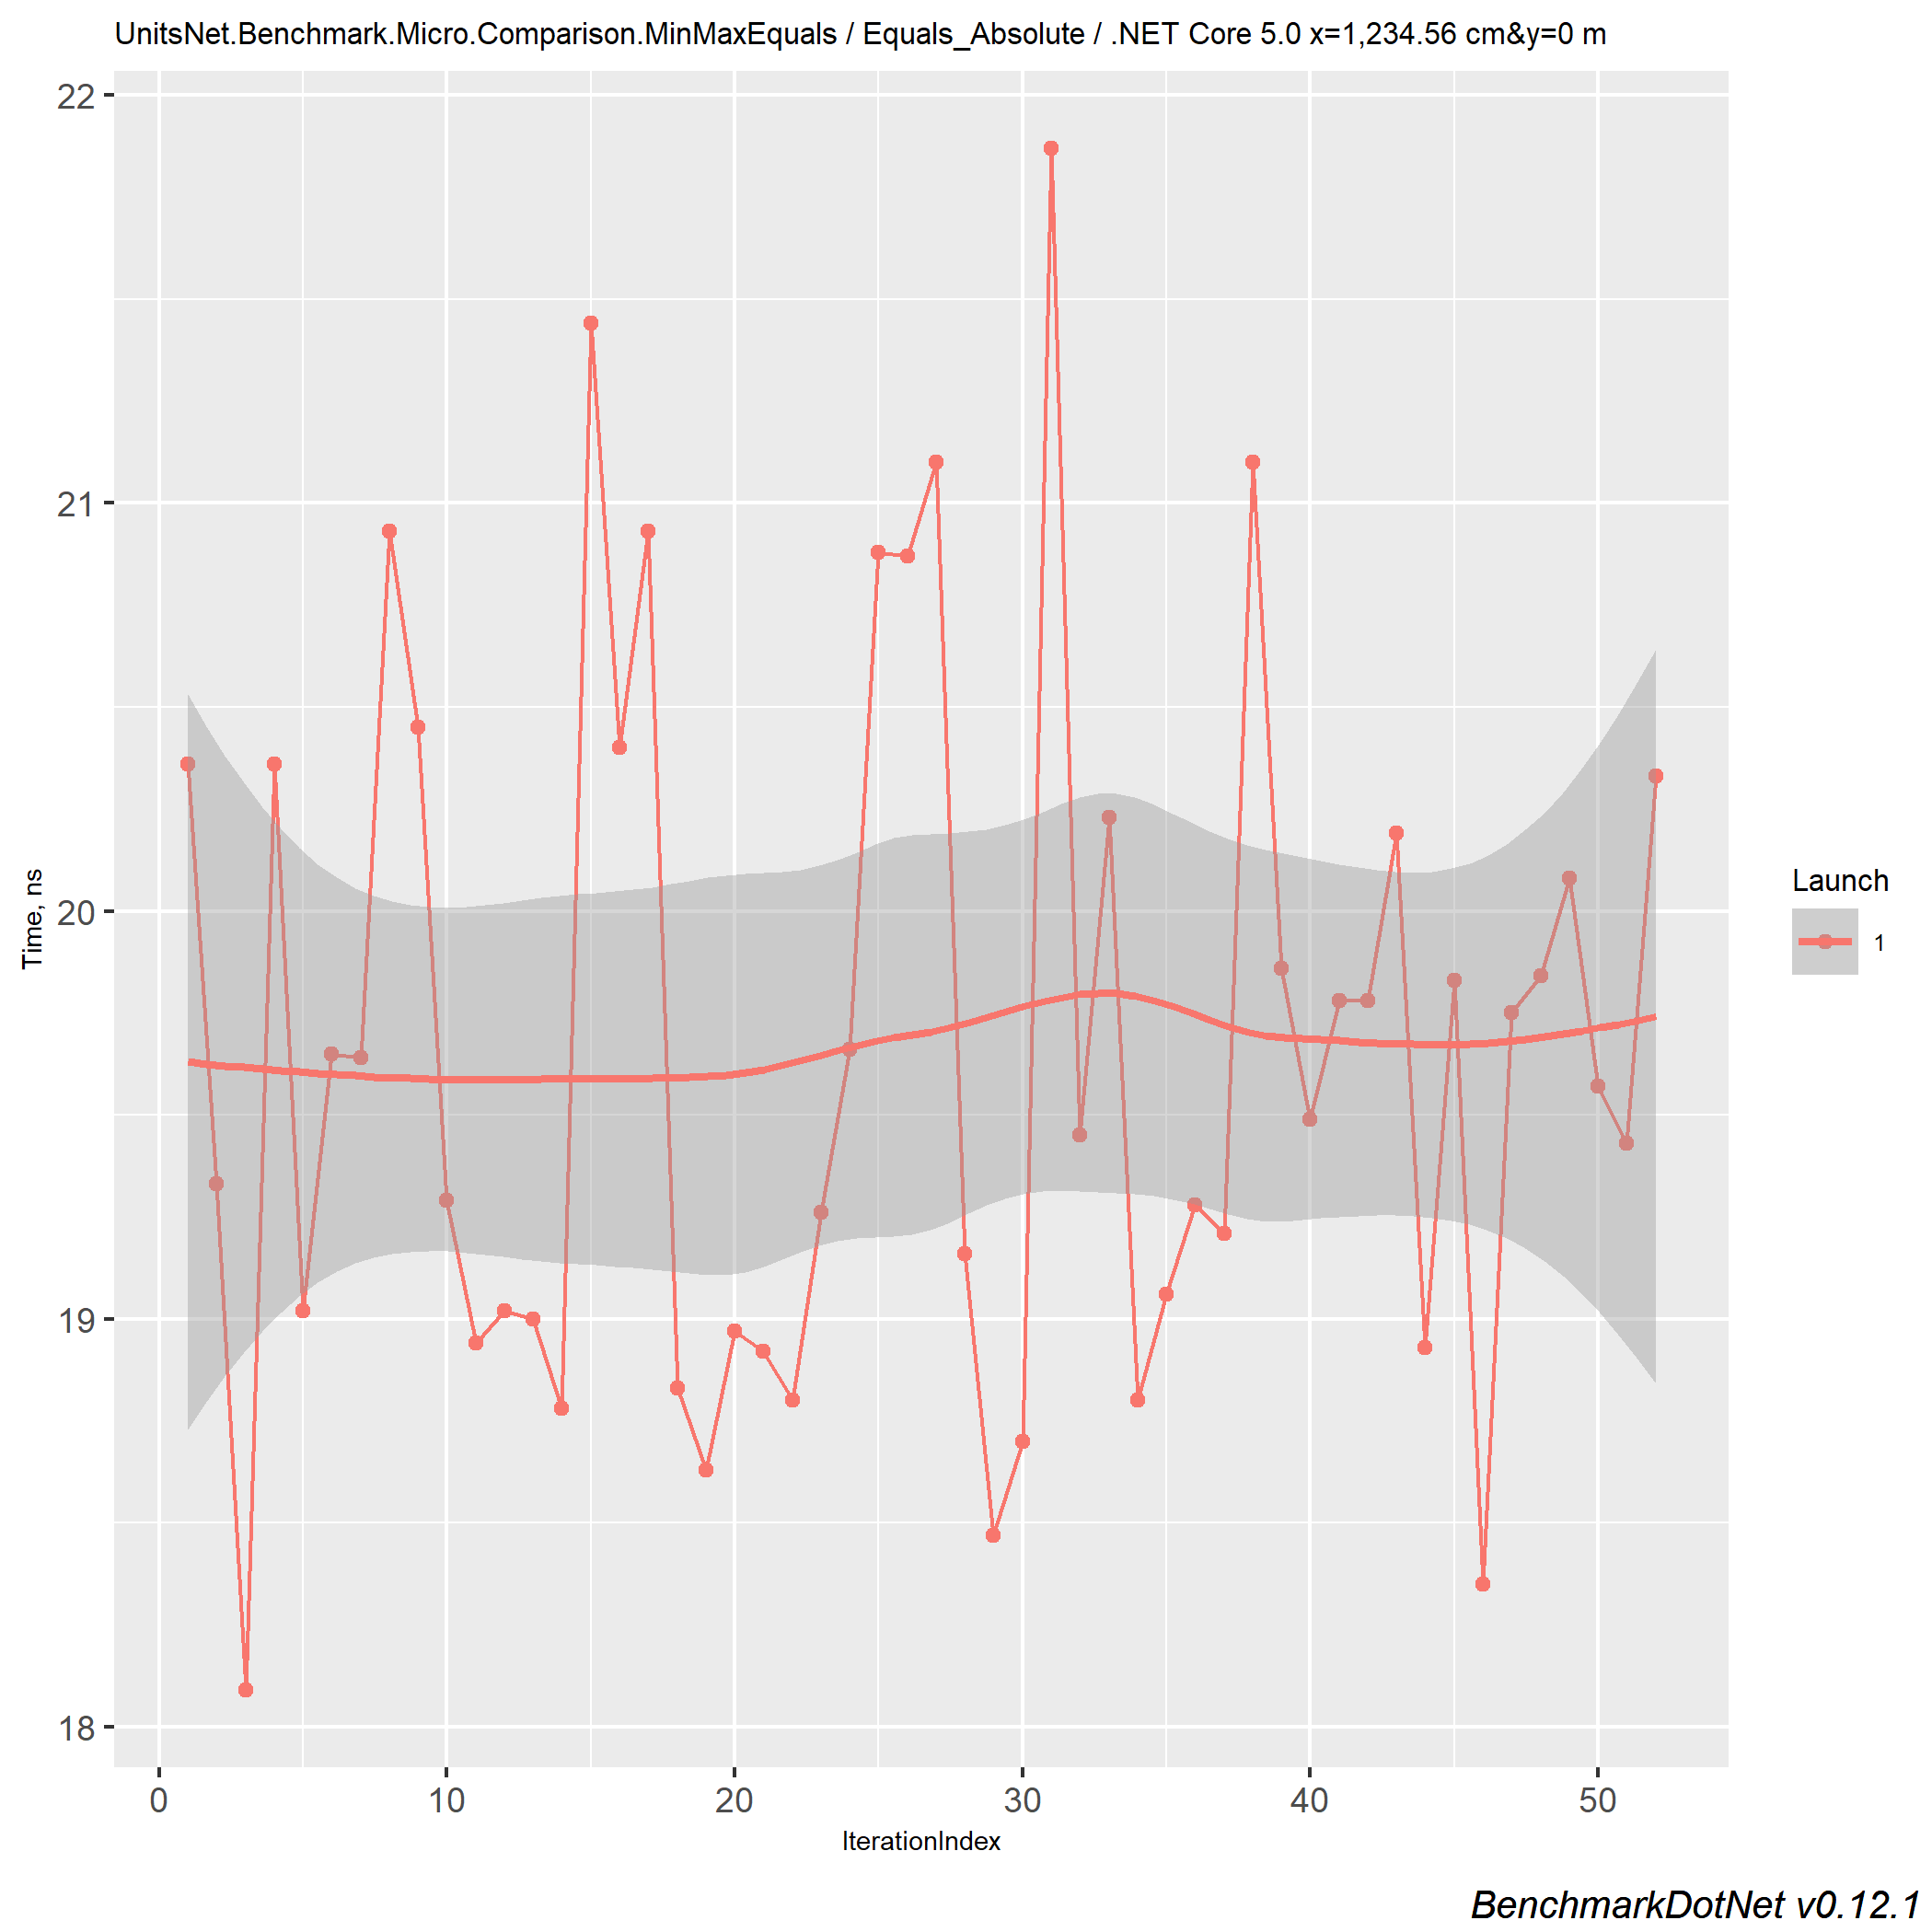 UnitsNet.Benchmark.Micro.Comparison.MinMaxEquals / Equals_Absolute / .NET Core 5.0 x=1,234.56 cm&y=0 m
22
21
20
19
18
Time, ns
0 10 20 30 40 50
IterationIndex
Launch
1
BenchmarkDotNet v0.12.1